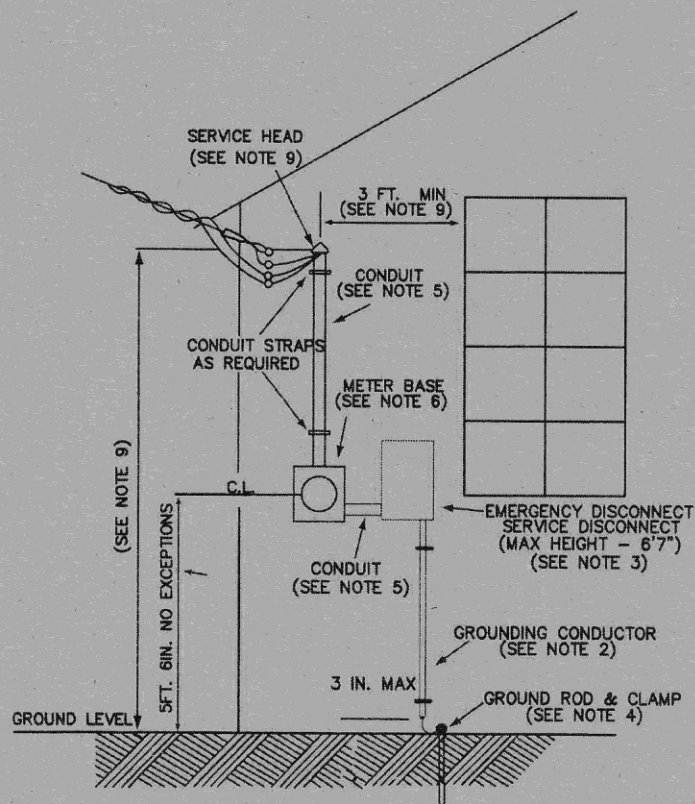 SERVICE HEAD
(SEE NOTE 9)
3 FT. MIN
(SEE NOTE 9)
CONDUIT
(SEE NOTE 5)
CONDUIT STRAPS
AS REQUIRED
METER BASE
(SEE NOTE 6)
(SEE NOTE 9)
C.L.
5FT. 6IN. NO EXCEPTIONS
EMERGENCY DISCONNECT
SERVICE DISCONNECT
(MAX HEIGHT - 6'7")
(SEE NOTE 3)
CONDUIT
(SEE NOTE 5)
GROUNDING CONDUCTOR
(SEE NOTE 2)
3 IN. MAX
GROUND ROD & CLAMP
(SEE NOTE 4)
GROUND LEVEL